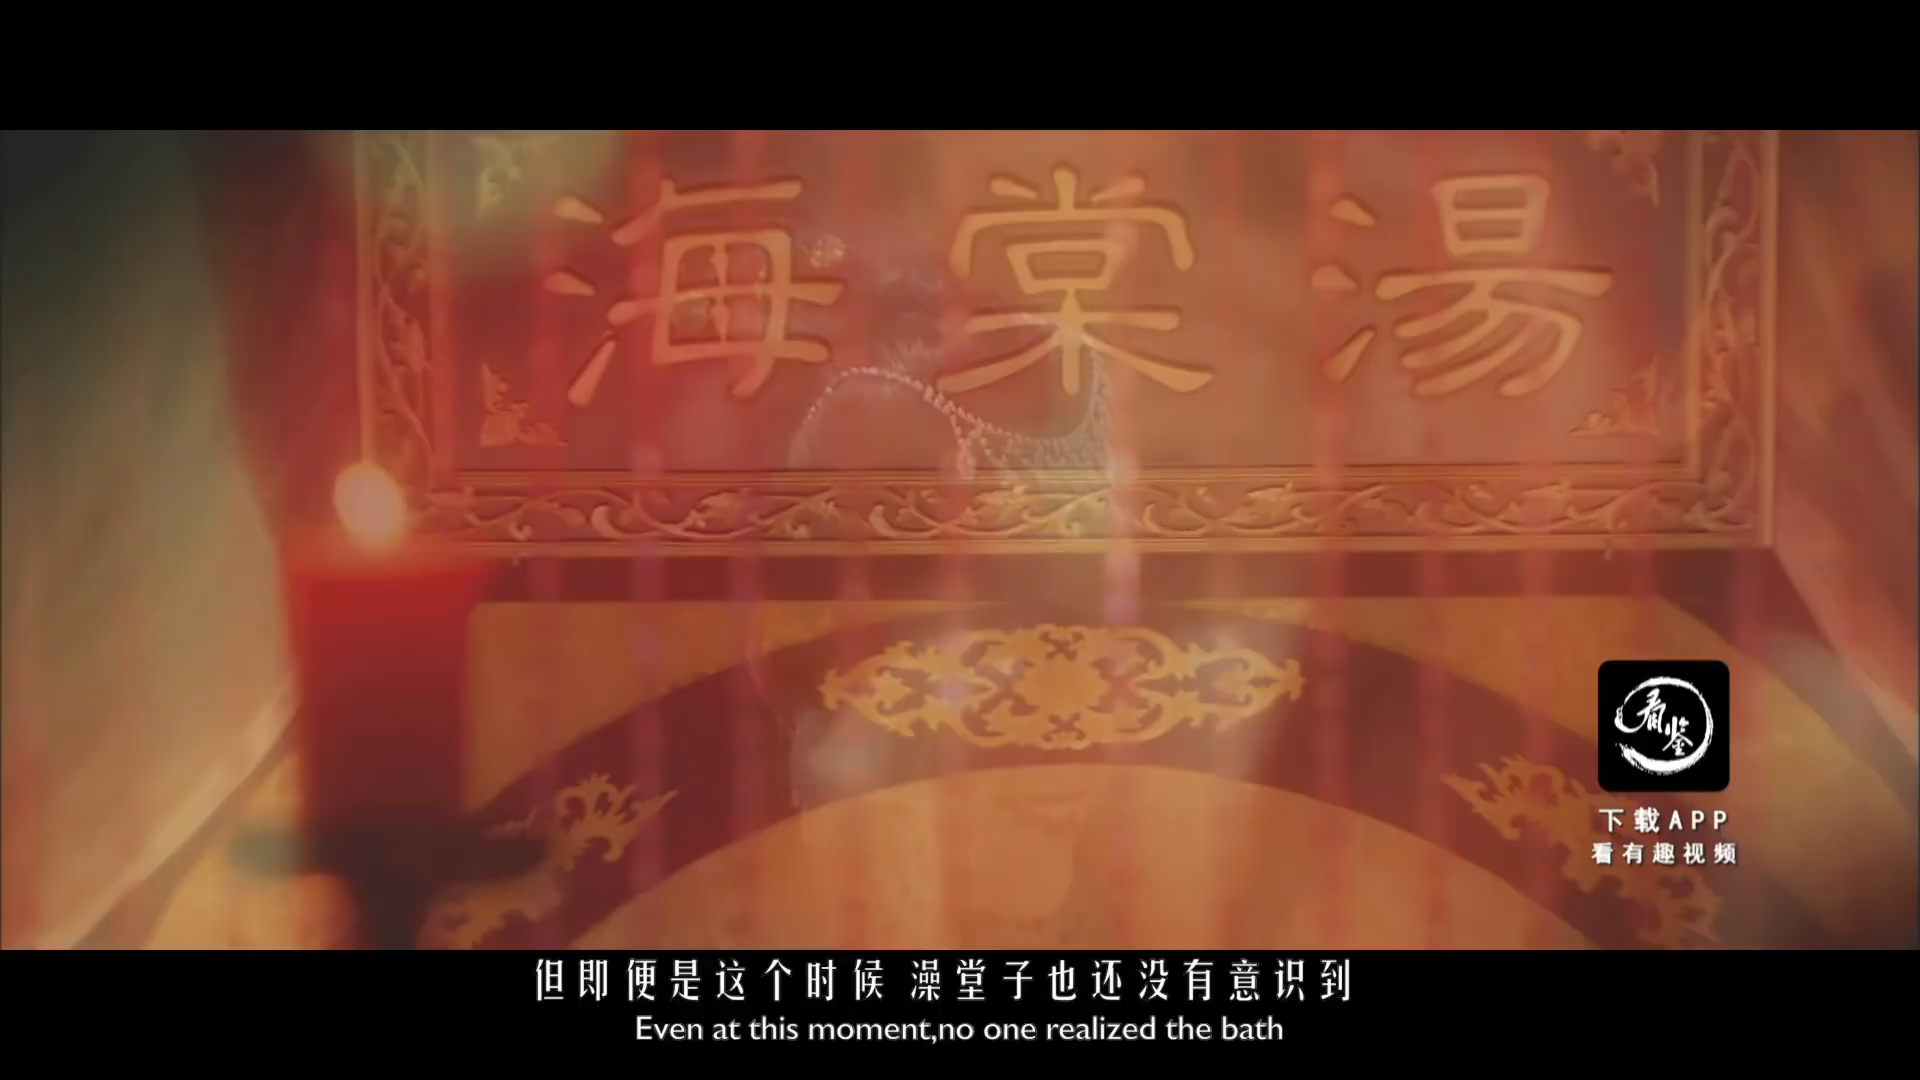 海棠湯
看鉴
下载APP
看有趣视频
但即便是这个时候 澡堂子也还没有意识到
Even at this moment,no one realized the bath